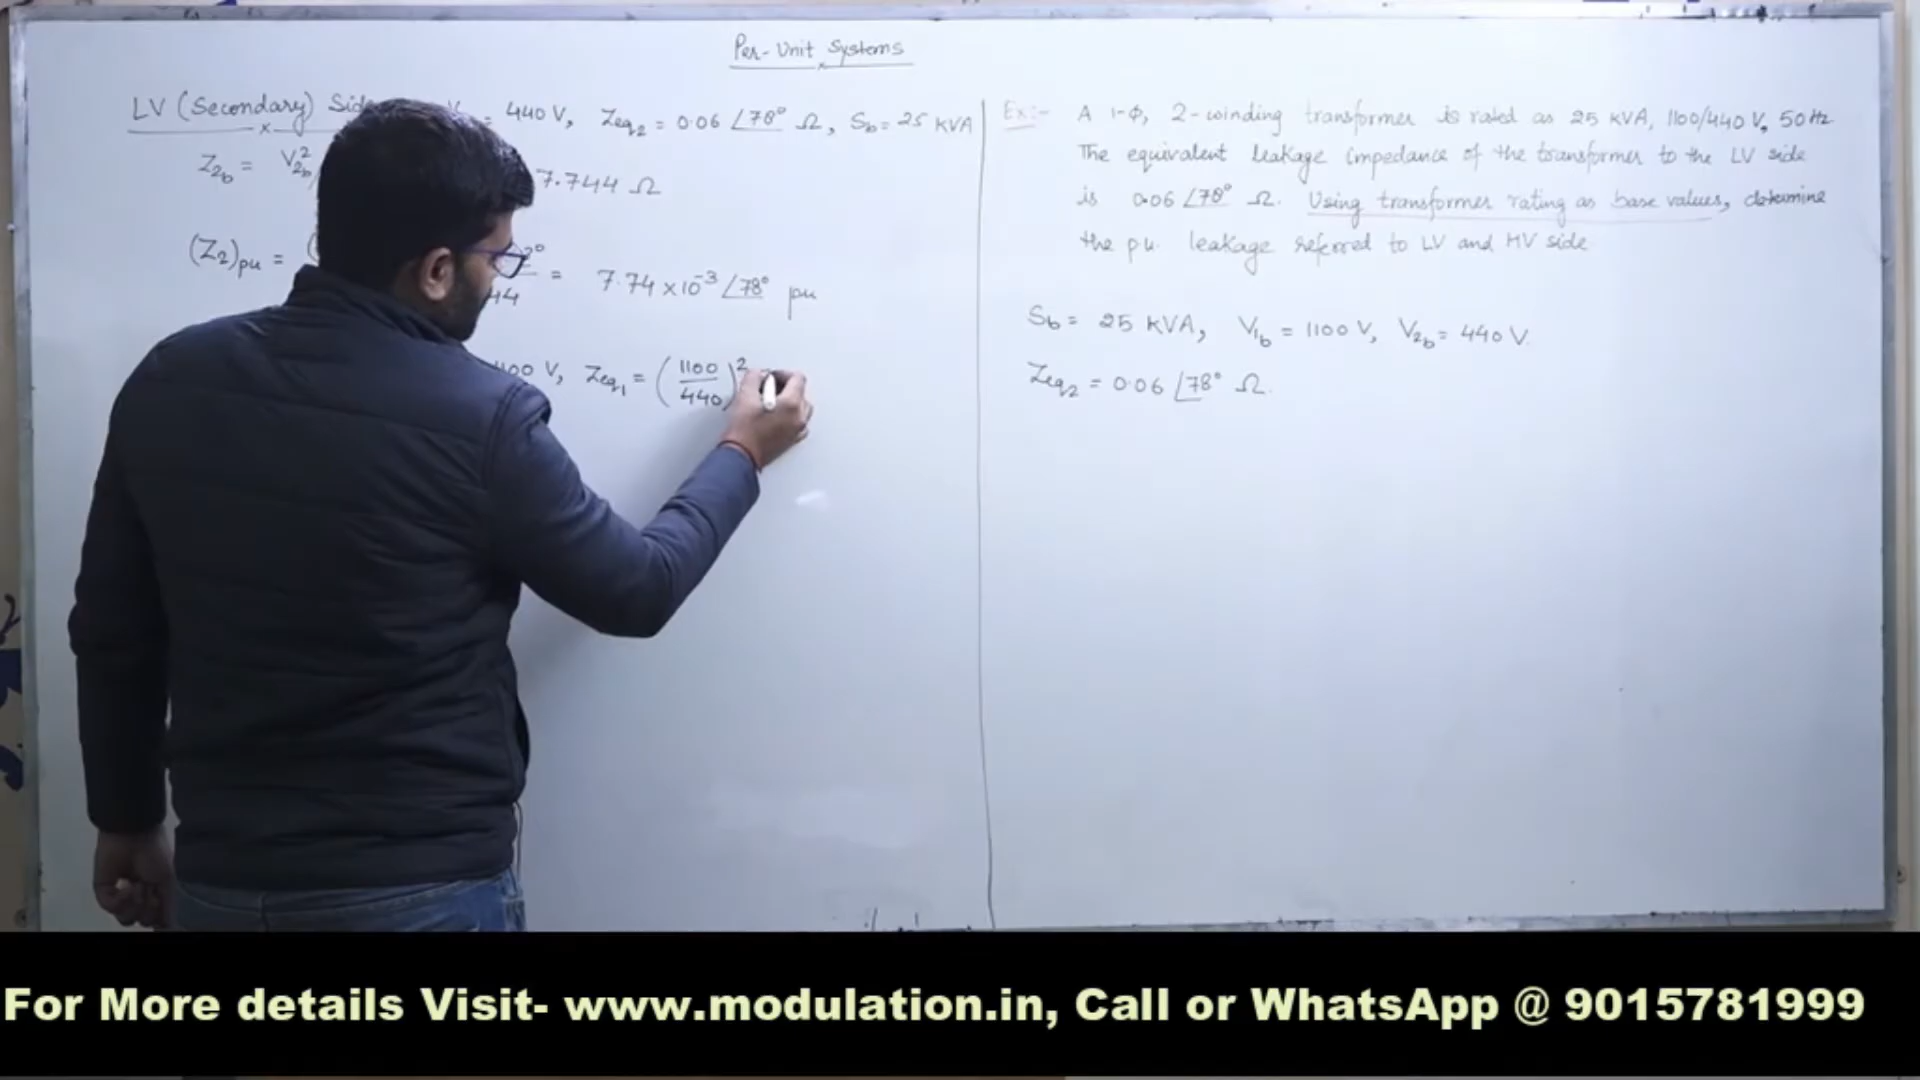 Per-Unit Systems
LV (Secondary) Side 440 V, Zeq2 = 0.06 ∠78° Ω, Sb = 25 KVA
Z2b = V2b² 7.744 Ω
(Z2)pu = ( = 7.74 × 10⁻³ ∠78° pu
1100 V, Zeq1 = (1100/440)²
Ex:- A 1-Φ, 2-winding transformer is rated as 25 KVA, 1100/440 V, 50Hz
The equivalent leakage impedance of the transformer to the LV side
is 0.06 ∠78° Ω. Using transformer rating as base values, determine
the p.u. leakage referred to LV and HV side
Sb = 25 KVA, V1b = 1100 V, V2b = 440 V.
Zeq2 = 0.06 ∠78° Ω.
For More details Visit- www.modulation.in, Call or WhatsApp @ 9015781999